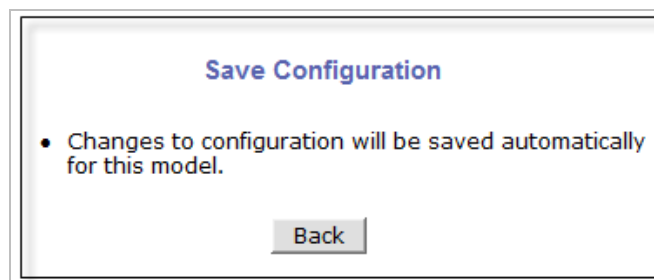 Save Configuration
• Changes to configuration will be saved automatically
for this model.
Back